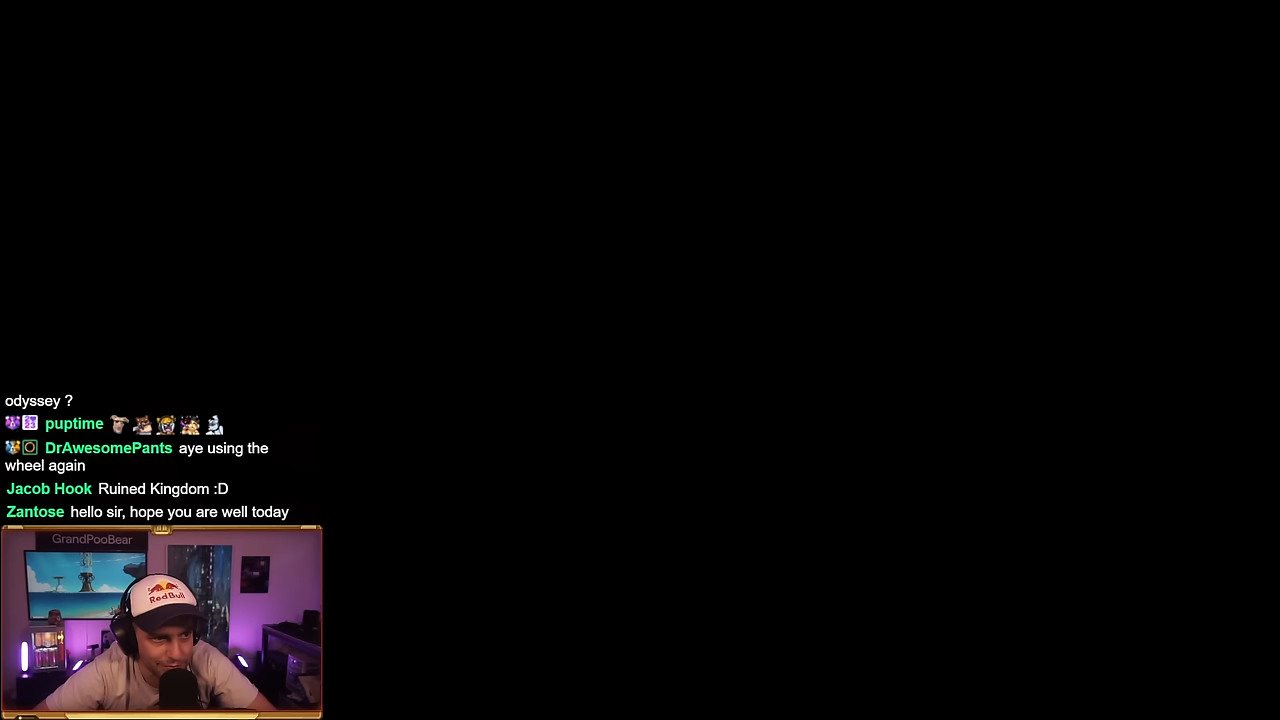 odyssey ?
puptime
DrAwesomePants aye using the
wheel again
Jacob Hook Ruined Kingdom :D
Zantose hello sir, hope you are well today
GrandPooBear
Red Bull